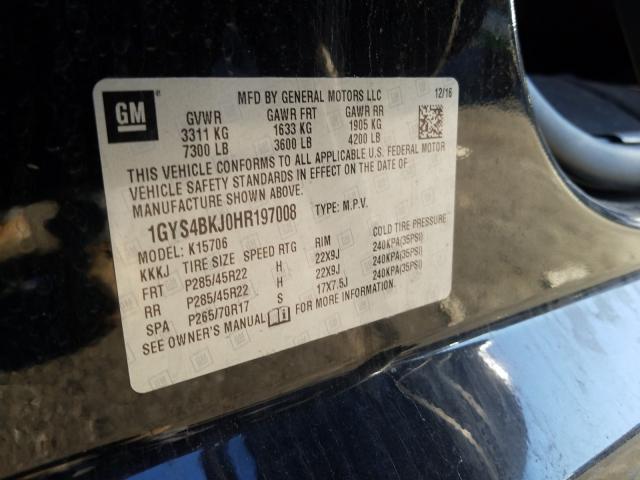 GM
MFD BY GENERAL MOTORS LLC 12/16
GVWR GAWR FRT GAWR RR
3311 KG 1633 KG 1905 KG
7300 LB 3600 LB 4200 LB
THIS VEHICLE CONFORMS TO ALL APPLICABLE U.S. FEDERAL MOTOR
VEHICLE SAFETY STANDARDS IN EFFECT ON THE DATE OF
MANUFACTURE SHOWN ABOVE.
1GYS4BKJ0HR197008 TYPE: M.P.V.
MODEL: K15706
KKKJ TIRE SIZE SPEED RTG RIM COLD TIRE PRESSURE
FRT P285/45R22 H 22X9J 240KPA(35PSI)
RR P285/45R22 H 22X9J 240KPA(35PSI)
SPA P265/70R17 S 17X7.5J 240KPA(35PSI)
SEE OWNER'S MANUAL FOR MORE INFORMATION.